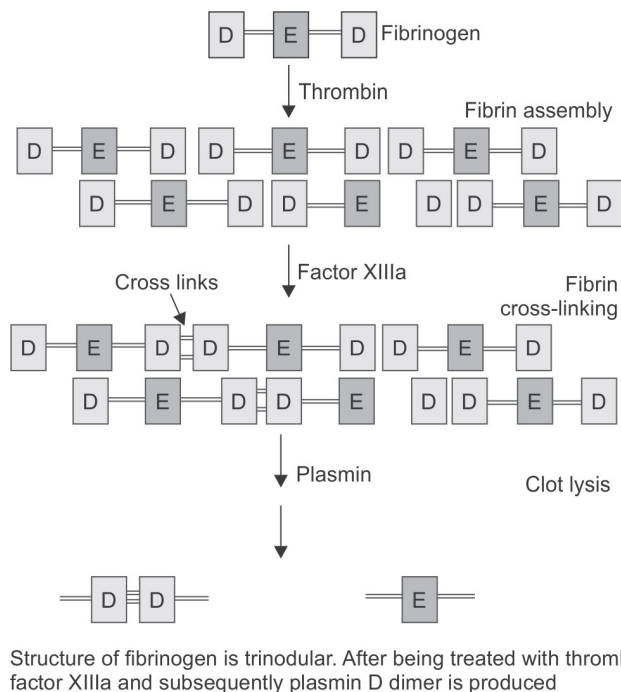 D E D Fibrinogen
Thrombin
Fibrin assembly
D E D D E D D E D
D E D D E D D E D
Factor XIIIa
Cross links
Fibrin
cross-linking
D E D D E D D E D
D E D D E D D E D
Plasmin
Clot lysis
D D E
Structure of fibrinogen is trinodular. After being treated with
factor XIIIa and subsequently plasmin D dimer is produced